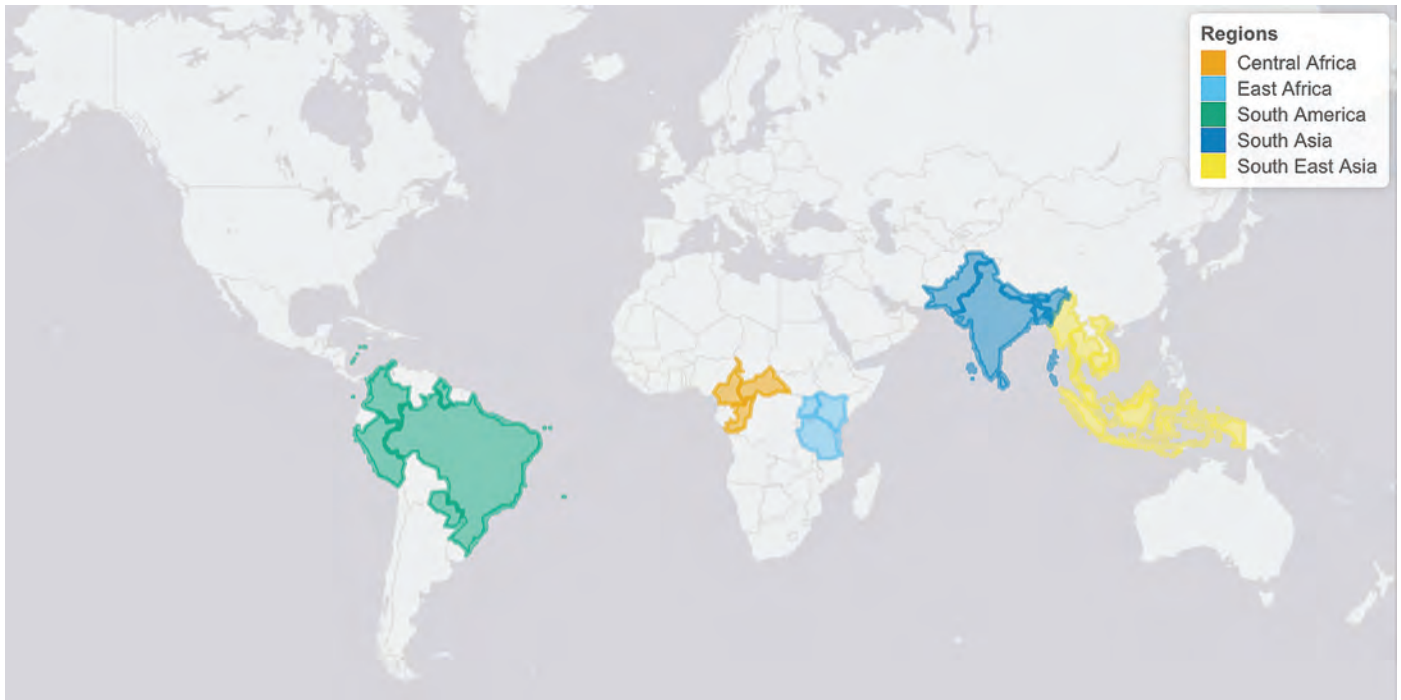 Regions
Central Africa
East Africa
South America
South Asia
South East Asia